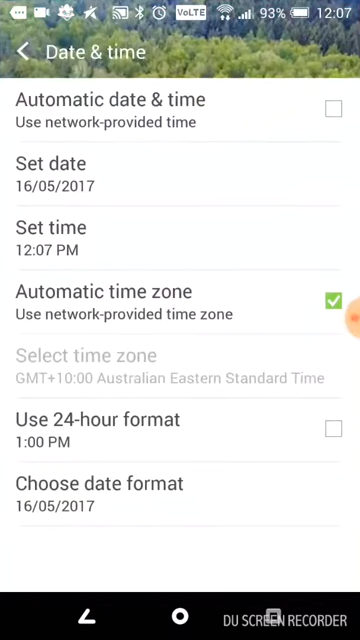 VoLTE 93% 12:07
Date & time
Automatic date & time
Use network-provided time
Set date
16/05/2017
Set time
12:07 PM
Automatic time zone
Use network-provided time zone
Select time zone
GMT+10:00 Australian Eastern Standard Time
Use 24-hour format
1:00 PM
Choose date format
16/05/2017
DU SCREEN RECORDER